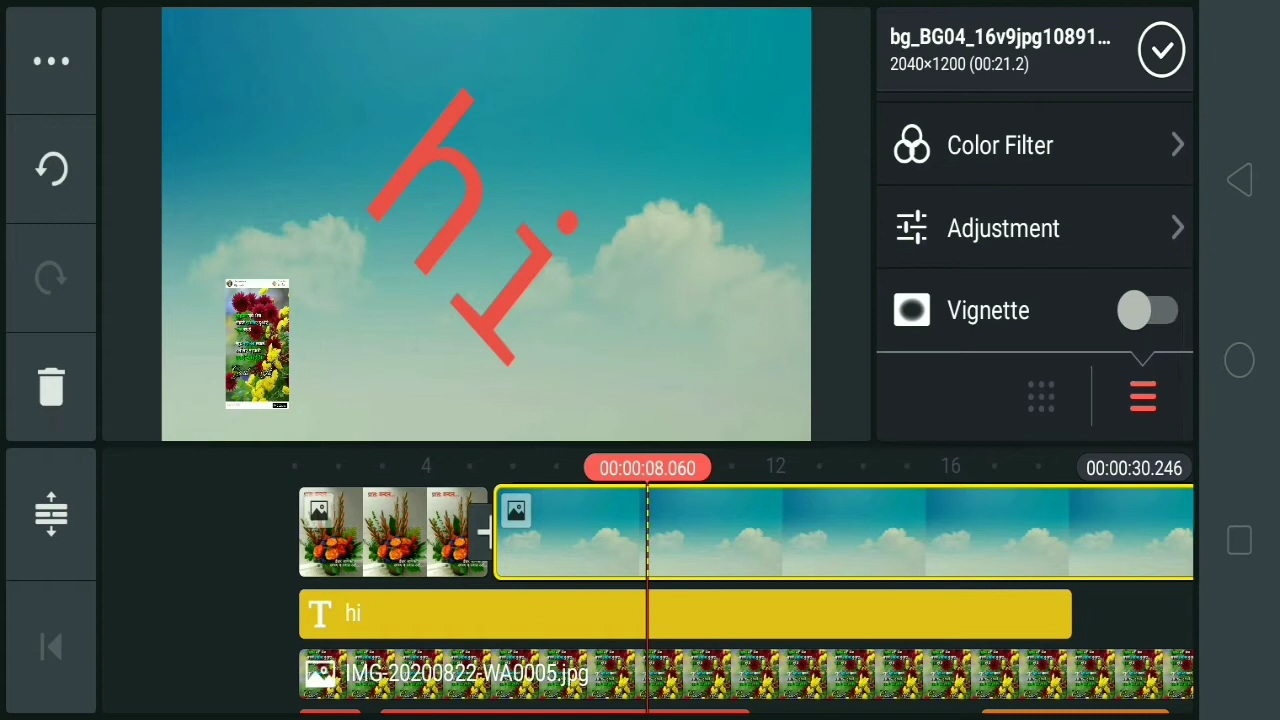 bg_BG04_16v9jpg10891...
2040×1200 (00:21.2)
Color Filter
Adjustment
Vignette
hi
4
00:00:08.060
12
16
00:00:30.246
hi
IMG-20200822-WA0005.jpg